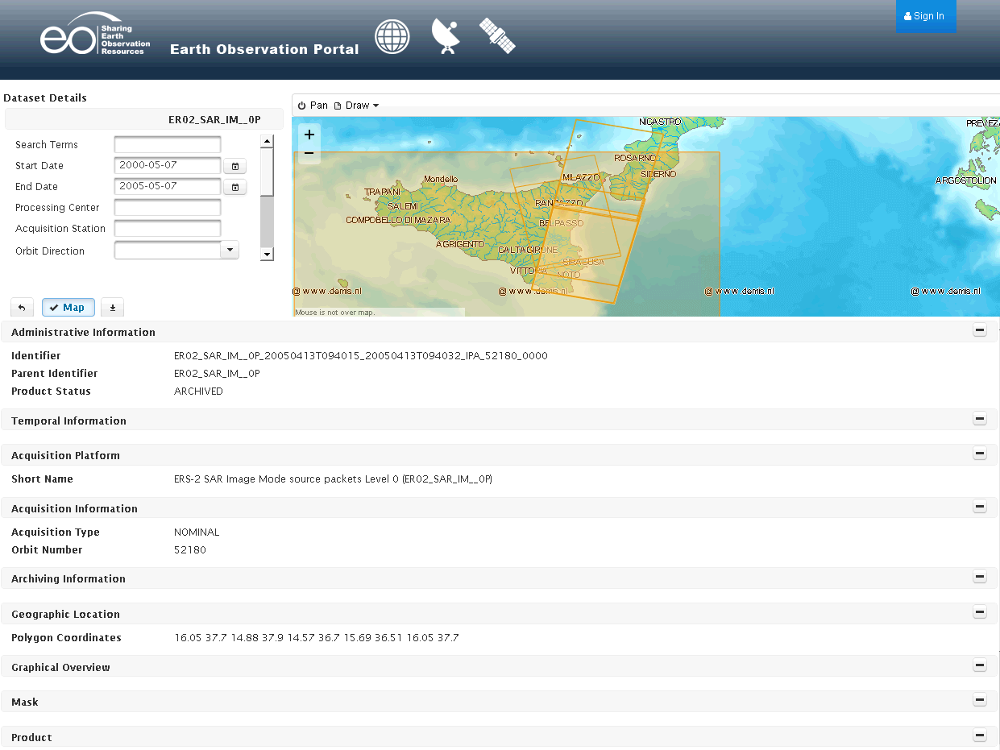 Sign In
eo Sharing
Earth
Observation
Resources
Earth Observation Portal
Dataset Details
ER02_SAR_IM__0P
Search Terms
Start Date 2000-05-07
End Date 2005-05-07
Processing Center
Acquisition Station
Orbit Direction
Map
Pan Draw
+
−
NICASTRO
PREVEZA
ROSARNO
SIDERNO
MILAZZO
Mondello
ARGOSTOLION
TRAPANI
SALEMI
RANDAZZO
COMPOBELLO DI MAZARA
BELPASSO
AGRIGENTO
CALTAGIRONE
SIRACUSA
VITTORIA
NOTO
@ www.demis.nl
@ www.demis.nl
@ www.demis.nl
@ www.demis.nl
Mouse is not over map.
Administrative Information
Identifier ER02_SAR_IM__0P_20050413T094015_20050413T094032_IPA_52180_0000
Parent Identifier ER02_SAR_IM__0P
Product Status ARCHIVED
Temporal Information
Acquisition Platform
Short Name ERS-2 SAR Image Mode source packets Level 0 (ER02_SAR_IM__0P)
Acquisition Information
Acquisition Type NOMINAL
Orbit Number 52180
Archiving Information
Geographic Location
Polygon Coordinates 16.05 37.7 14.88 37.9 14.57 36.7 15.69 36.51 16.05 37.7
Graphical Overview
Mask
Product